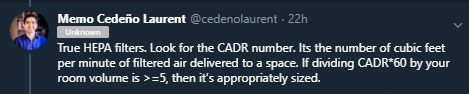 Memo Cedeño Laurent @cedenolaurent · 22h
Unknown
True HEPA filters. Look for the CADR number. Its the number of cubic feet
per minute of filtered air delivered to a space. If dividing CADR*60 by your
room volume is >=5, then it’s appropriately sized.